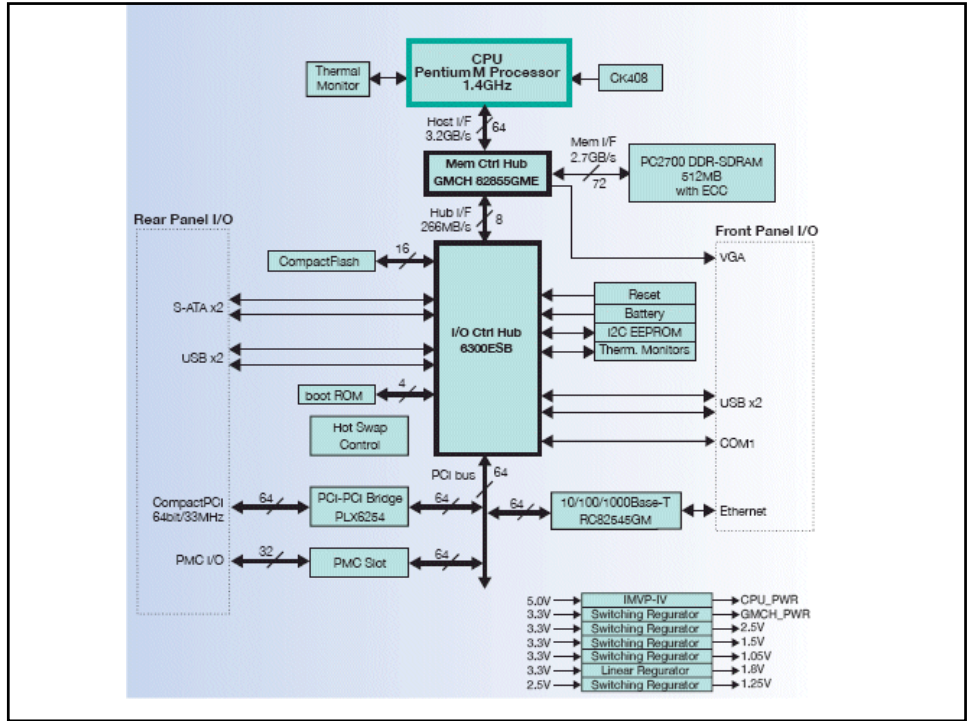 CPU
Pentium M Processor
1.4GHz
Thermal
Monitor
CK408
Host I/F
3.2GB/s
64
Mem Ctrl Hub
GMCH 82855GME
Mem I/F
2.7GB/s
72
PC2700 DDR-SDRAM
512MB
with ECC
Hub I/F
266MB/s
8
Rear Panel I/O
Front Panel I/O
VGA
CompactFlash
16
S-ATA x2
USB x2
I/O Ctrl Hub
6300ESB
Reset
Battery
I2C EEPROM
Therm. Monitors
boot ROM
4
Hot Swap
Control
USB x2
COM1
PCI bus
64
CompactPCI
64bit/33MHz
64
PCI-PCI Bridge
PLX6254
64
64
10/100/1000Base-T
RC82545GM
Ethernet
PMC I/O
32
PMC Slot
64
5.0V IMVP-IV CPU_PWR
3.3V Switching Regurator GMCH_PWR
3.3V Switching Regurator 2.5V
3.3V Switching Regurator 1.5V
3.3V Switching Regurator 1.05V
3.3V Linear Regurator 1.8V
2.5V Switching Regurator 1.25V